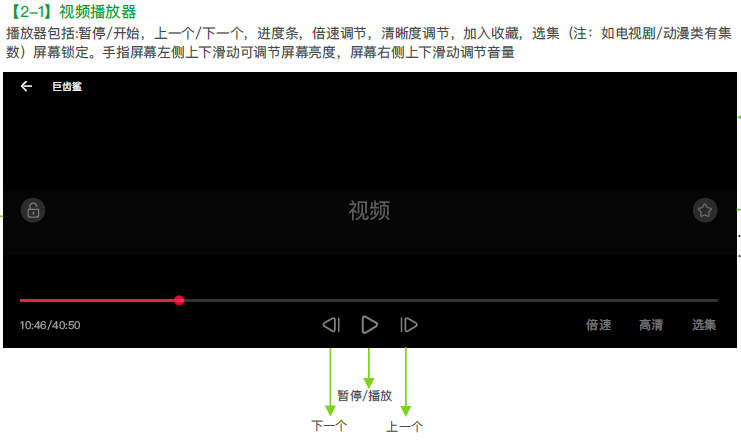 【2-1】视频播放器
播放器包括:暂停/开始，上一个/下一个，进度条，倍速调节，清晰度调节，加入收藏，选集（注：如电视剧/动漫类有集
数）屏幕锁定。手指屏幕左侧上下滑动可调节屏幕亮度，屏幕右侧上下滑动调节音量
巨齿鲨
视频
10:46/40:50
倍速
高清
选集
暂停/播放
下一个
上一个